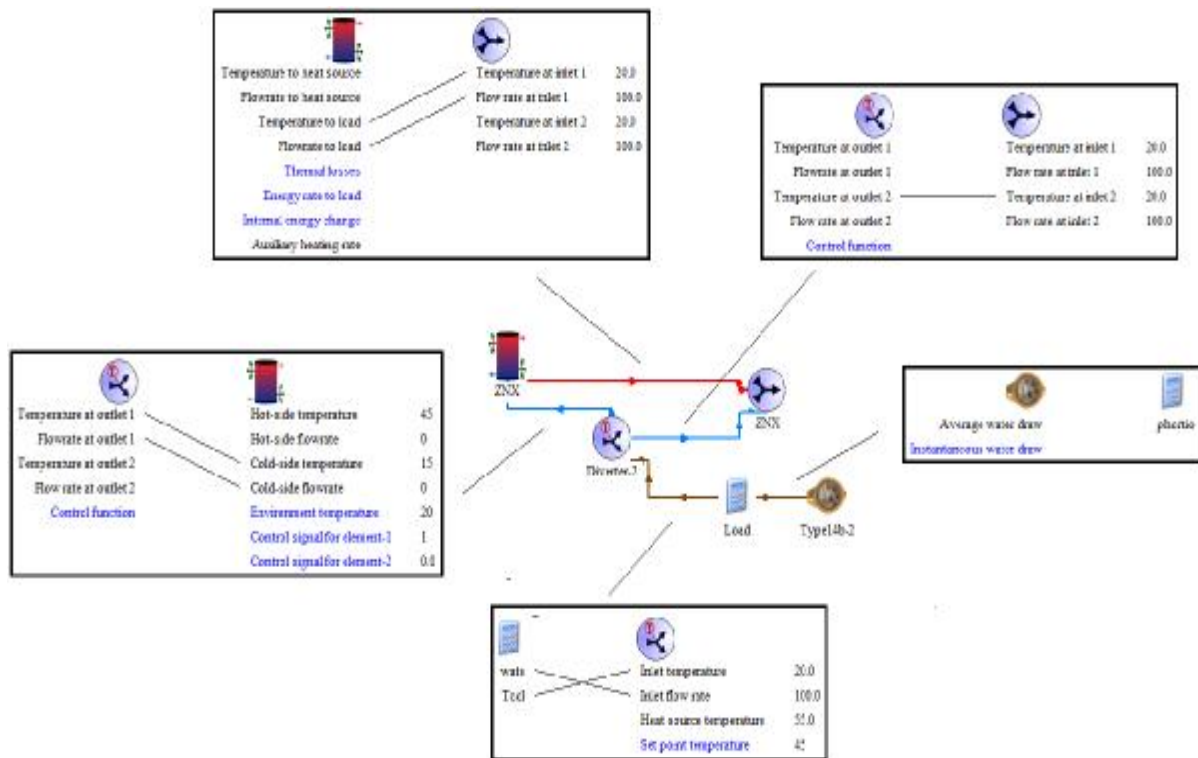 Temperature to heat source
Flowrate to heat source
Temperature to load
Flowrate to load
Thermal losses
Energy rate to load
Internal energy change
Auxiliary heating rate
Temperature at inlet 1 20.0
Flow rate at inlet 1 100.0
Temperature at inlet 2 20.0
Flow rate at inlet 2 100.0
Temperature at outlet 1
Flowrate at outlet 1
Temperature at outlet 2
Flow rate at outlet 2
Control function
Temperature at inlet 1 20.0
Flow rate at inlet 1 100.0
Temperature at inlet 2 20.0
Flow rate at inlet 2 100.0
Temperature at outlet 1
Flowrate at outlet 1
Temperature at outlet 2
Flow rate at outlet 2
Control function
Hot-side temperature 45
Hot-side flowrate 0
Cold-side temperature 15
Cold-side flowrate 0
Environment temperature 20
Control signal for element-1 1
Control signal for element-2
ZNX
ZNX
Load
Type14b-2
Average water draw
Instantaneous water draw
Inlet temperature 20.0
Inlet flow rate 100.0
Heat source temperature 55.0
Set point temperature